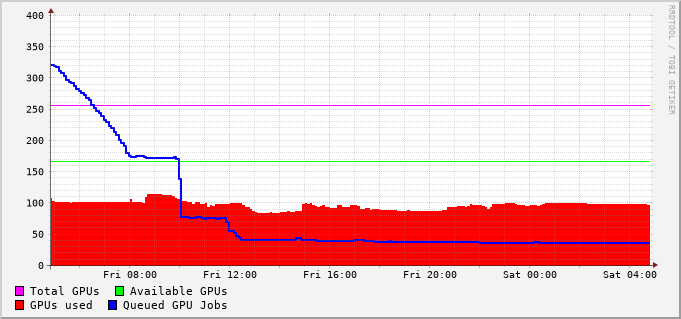 400
350
300
250
200
150
100
50
0
Fri 08:00 Fri 12:00 Fri 16:00 Fri 20:00 Sat 00:00 Sat 04:00
Total GPUs Available GPUs
GPUs used Queued GPU Jobs
RRDTOOL / TOBI OETIKER